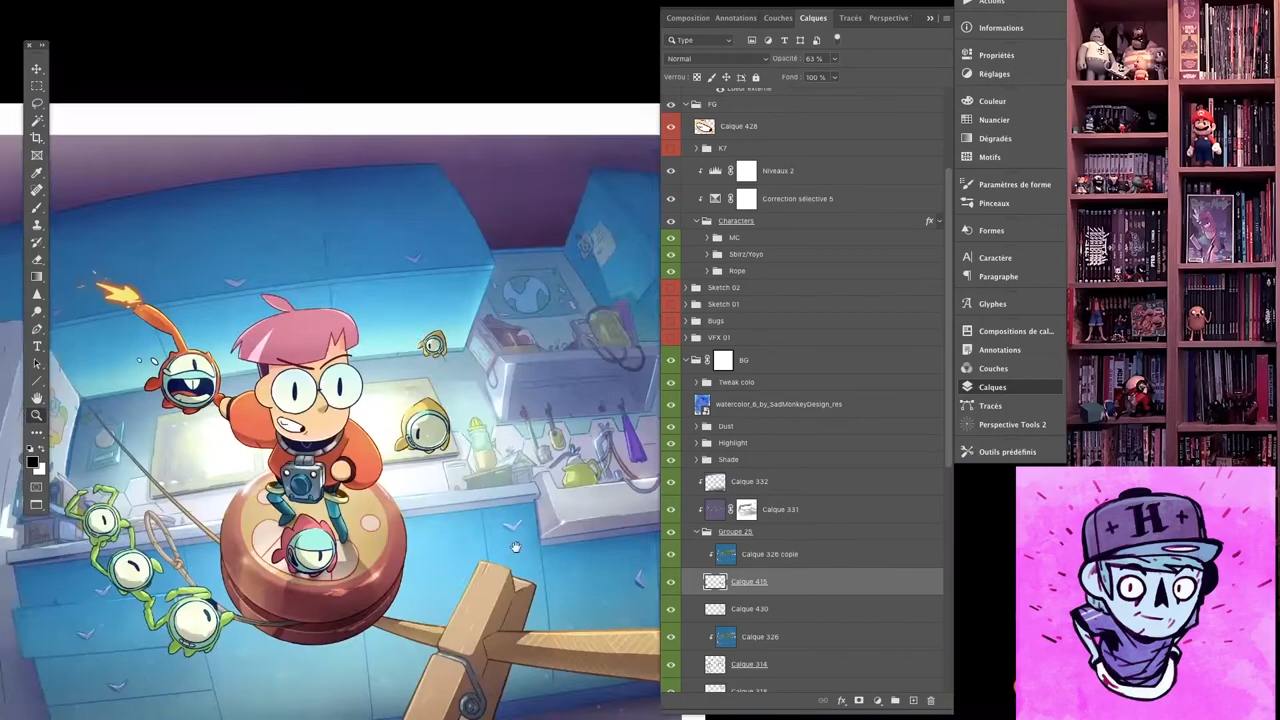 Composition Annotations Couches Calques Tracés Perspective
Type
Normal Opacité : 63 %
Verrou : Fond : 100 %
FG
Calque 428
K7
Niveaux 2
Correction sélective 5
Characters fx
MC
Sbirz/Yoyo
Rope
Sketch 02
Sketch 01
Bugs
VFX 01
BG
Tweak colo
watercolor_6_by_SadMonkeyDesign_res
Dust
Highlight
Shade
Calque 332
Calque 331
Groupe 25
Calque 326 copie
Calque 415
Calque 430
Calque 326
Calque 314
fx
Actions
Informations
Propriétés
Réglages
Couleur
Nuancier
Dégradés
Motifs
Paramètres de forme
Pinceaux
Formes
Caractère
Paragraphe
Glyphes
Compositions de cal...
Annotations
Couches
Calques
Tracés
Perspective Tools 2
Outils prédéfinis
H